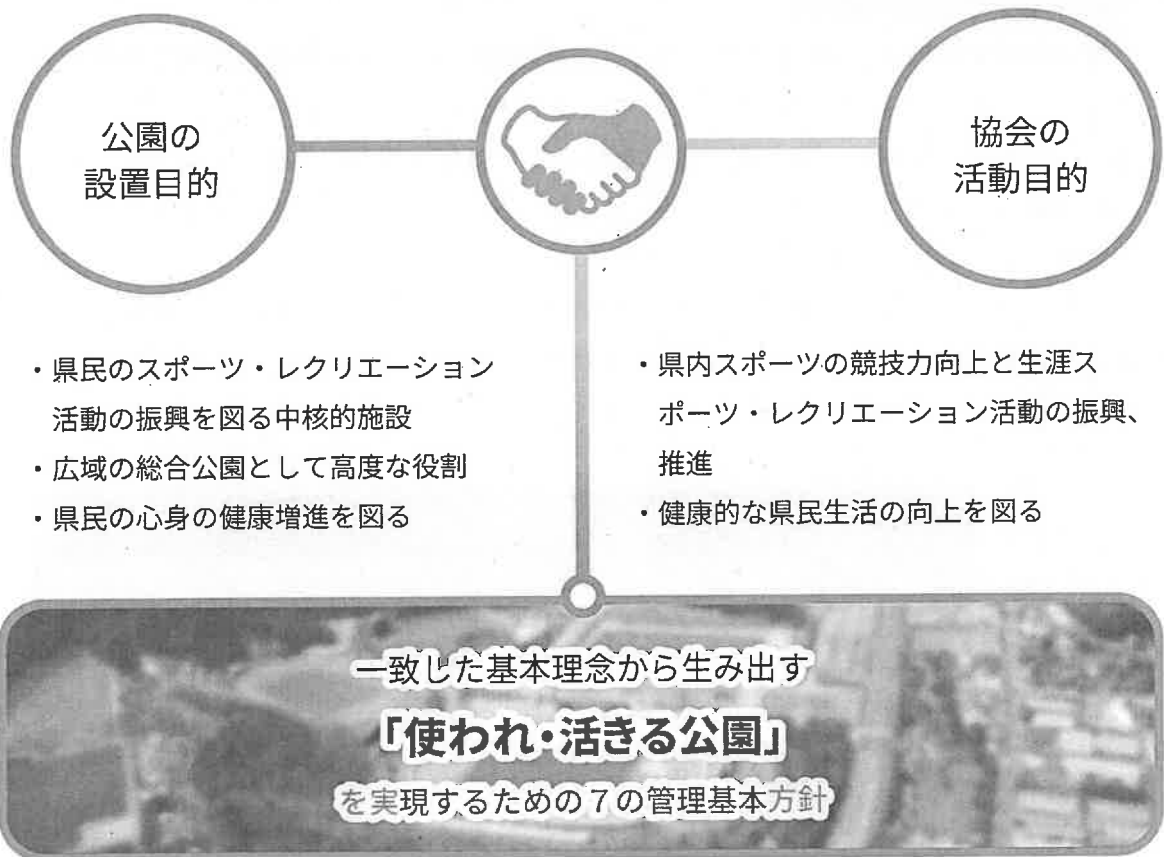 公園の
設置目的
協会の
活動目的
・県民のスポーツ・レクリエーション
活動の振興を図る中核的施設
・広域の総合公園として高度な役割
・県民の心身の健康増進を図る
・県内スポーツの競技力向上と生涯ス
ポーツ・レクリエーション活動の振興、
推進
・健康的な県民生活の向上を図る
一致した基本理念から生み出す
「使われ・活きる公園」
を実現するための７の管理基本方針